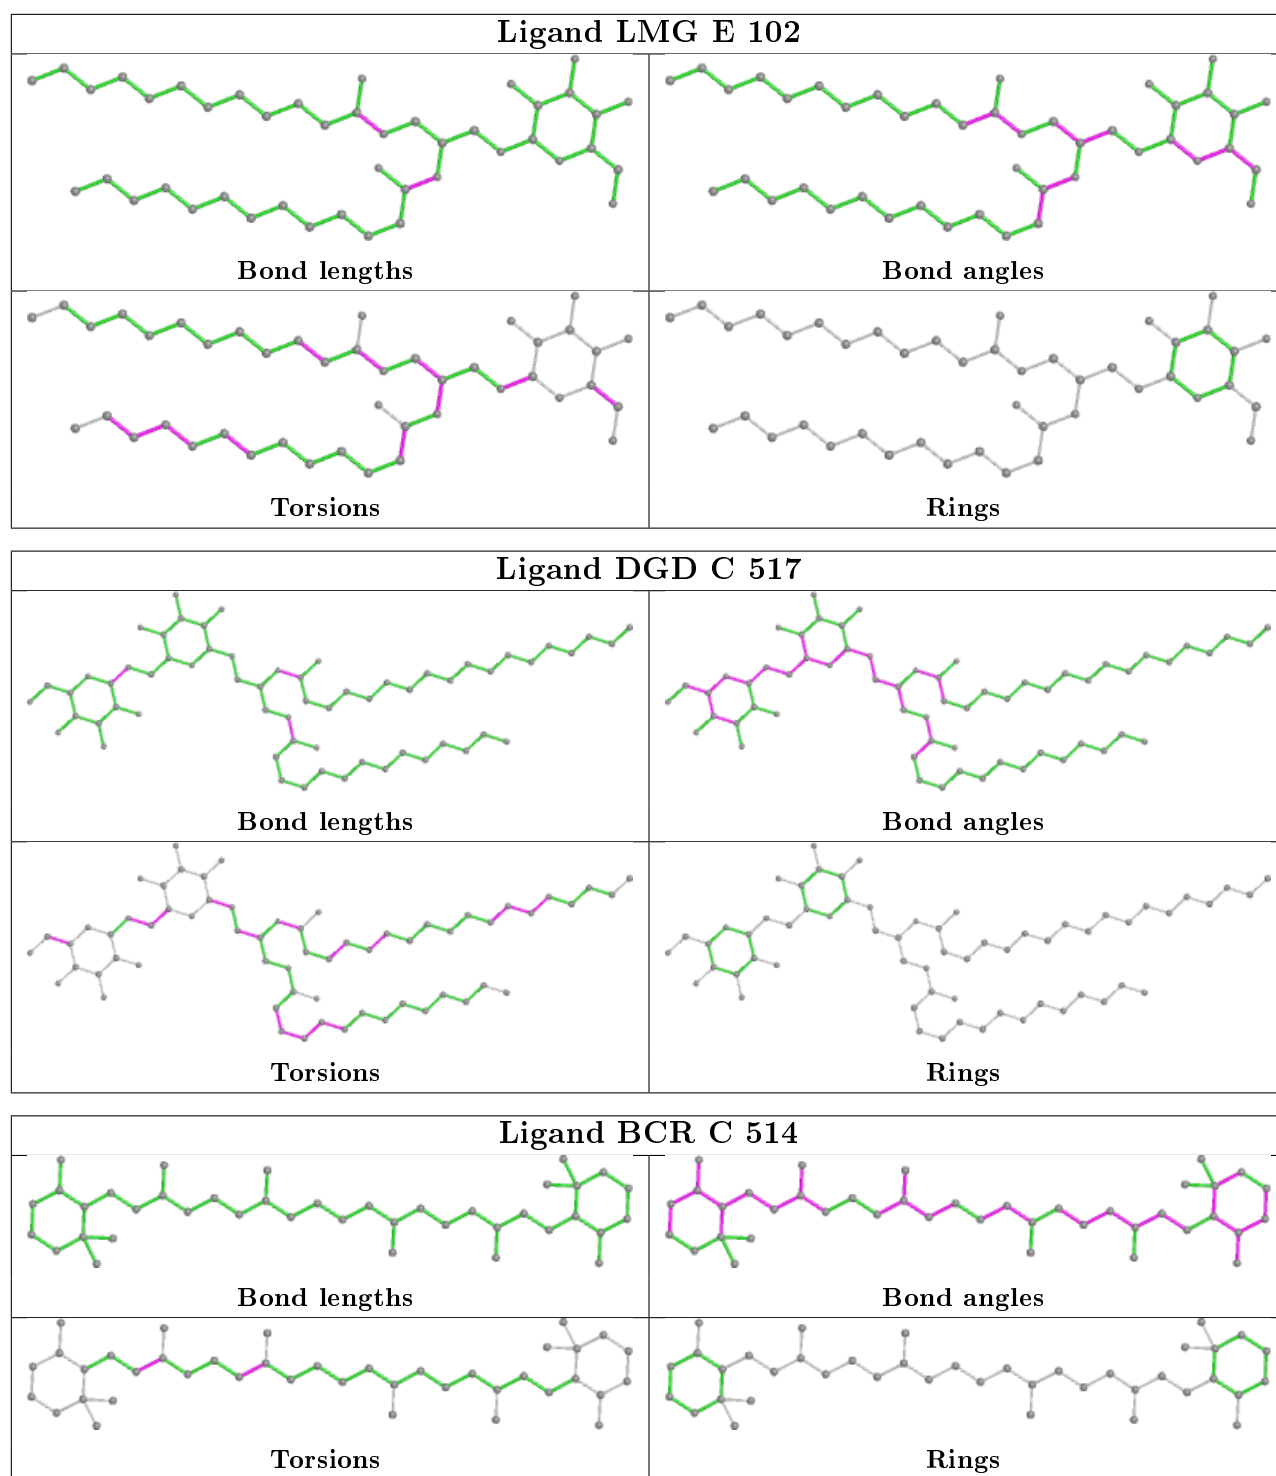 Ligand LMG E 102
Bond lengths
Bond angles
Torsions
Rings
Ligand DGD C 517
Bond lengths
Bond angles
Torsions
Rings
Ligand BCR C 514
Bond lengths
Bond angles
Torsions
Rings